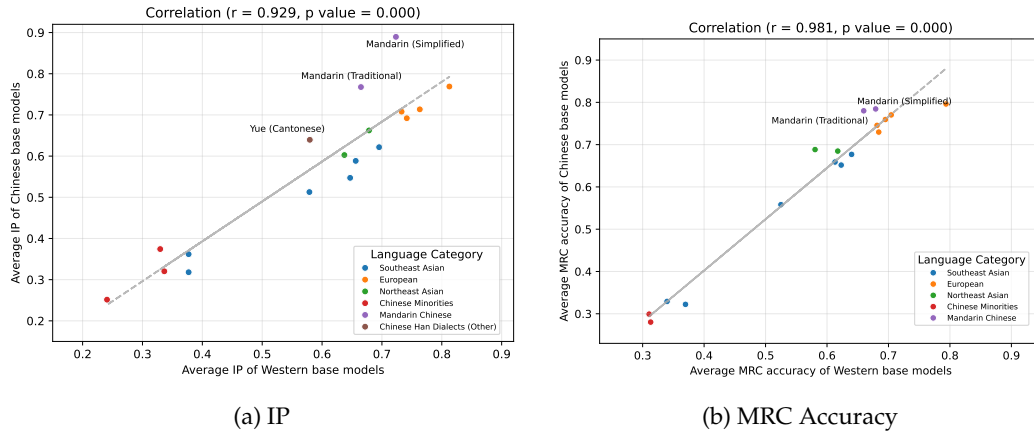 Correlation (r = 0.929, p value = 0.000)
Average IP of Chinese base models
0.9
0.8
0.7
0.6
0.5
0.4
0.3
0.2
Mandarin (Simplified)
Mandarin (Traditional)
Yue (Cantonese)
Language Category
Southeast Asian
European
Northeast Asian
Chinese Minorities
Mandarin Chinese
Chinese Han Dialects (Other)
0.2 0.3 0.4 0.5 0.6 0.7 0.8 0.9
Average IP of Western base models
(a) IP
Correlation (r = 0.981, p value = 0.000)
Average MRC accuracy of Chinese base models
0.9
0.8
0.7
0.6
0.5
0.4
0.3
Mandarin (Simplified)
Mandarin (Traditional)
Language Category
Southeast Asian
European
Northeast Asian
Chinese Minorities
Mandarin Chinese
0.3 0.4 0.5 0.6 0.7 0.8 0.9
Average MRC accuracy of Western base models
(b) MRC Accuracy